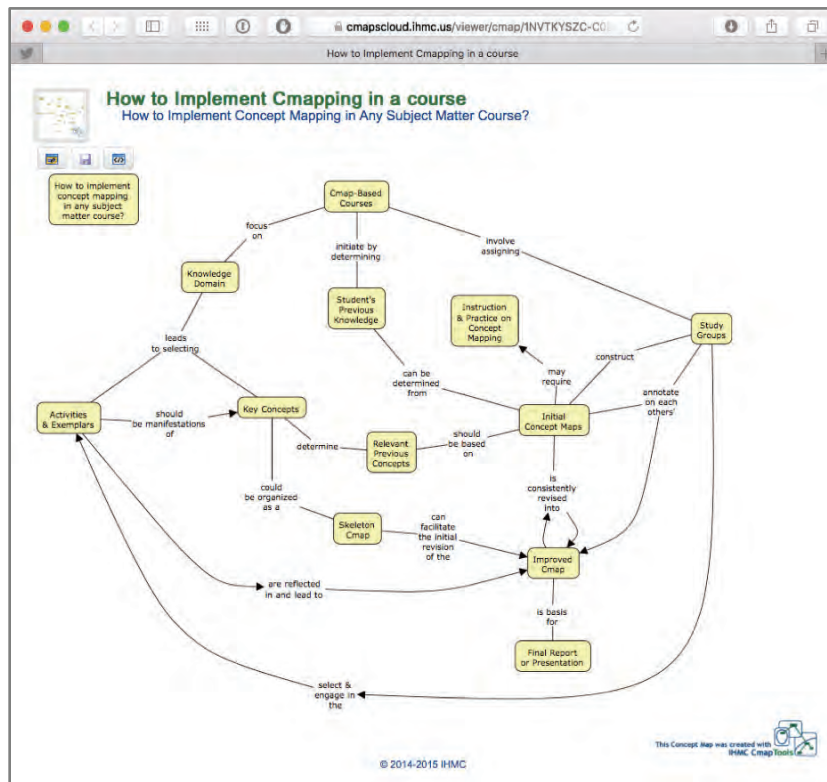 cmapscloud.ihmc.us/viewer/cmap/1NVTKYSZC-C0
How to Implement Cmapping in a course
How to Implement Cmapping in a course
How to Implement Concept Mapping in Any Subject Matter Course?
How to implement
concept mapping
in any subject
matter course?
Cmap-Based
Courses
focus
on
initiate by
determining
involve
assigning
Knowledge
Domain
Student's
Previous
Knowledge
Instruction
& Practice on
Concept
Mapping
Study
Groups
leads
to selecting
can be
determined
from
may
require
construct
annotate
on each
others'
Activities
& Exemplars
should
be manifestations
of
Key Concepts
determine
Relevant
Previous
Concepts
should
be based
on
Initial
Concept Maps
could
be organized
as a
is
consistently
revised
into
Skeleton
Cmap
can
facilitate
the initial
revision
of the
Improved
Cmap
are reflected
in and lead to
is basis
for
Final Report
or Presentation
select &
engage in
the
This Concept Map was created with
IHMC CmapTools
© 2014-2015 IHMC